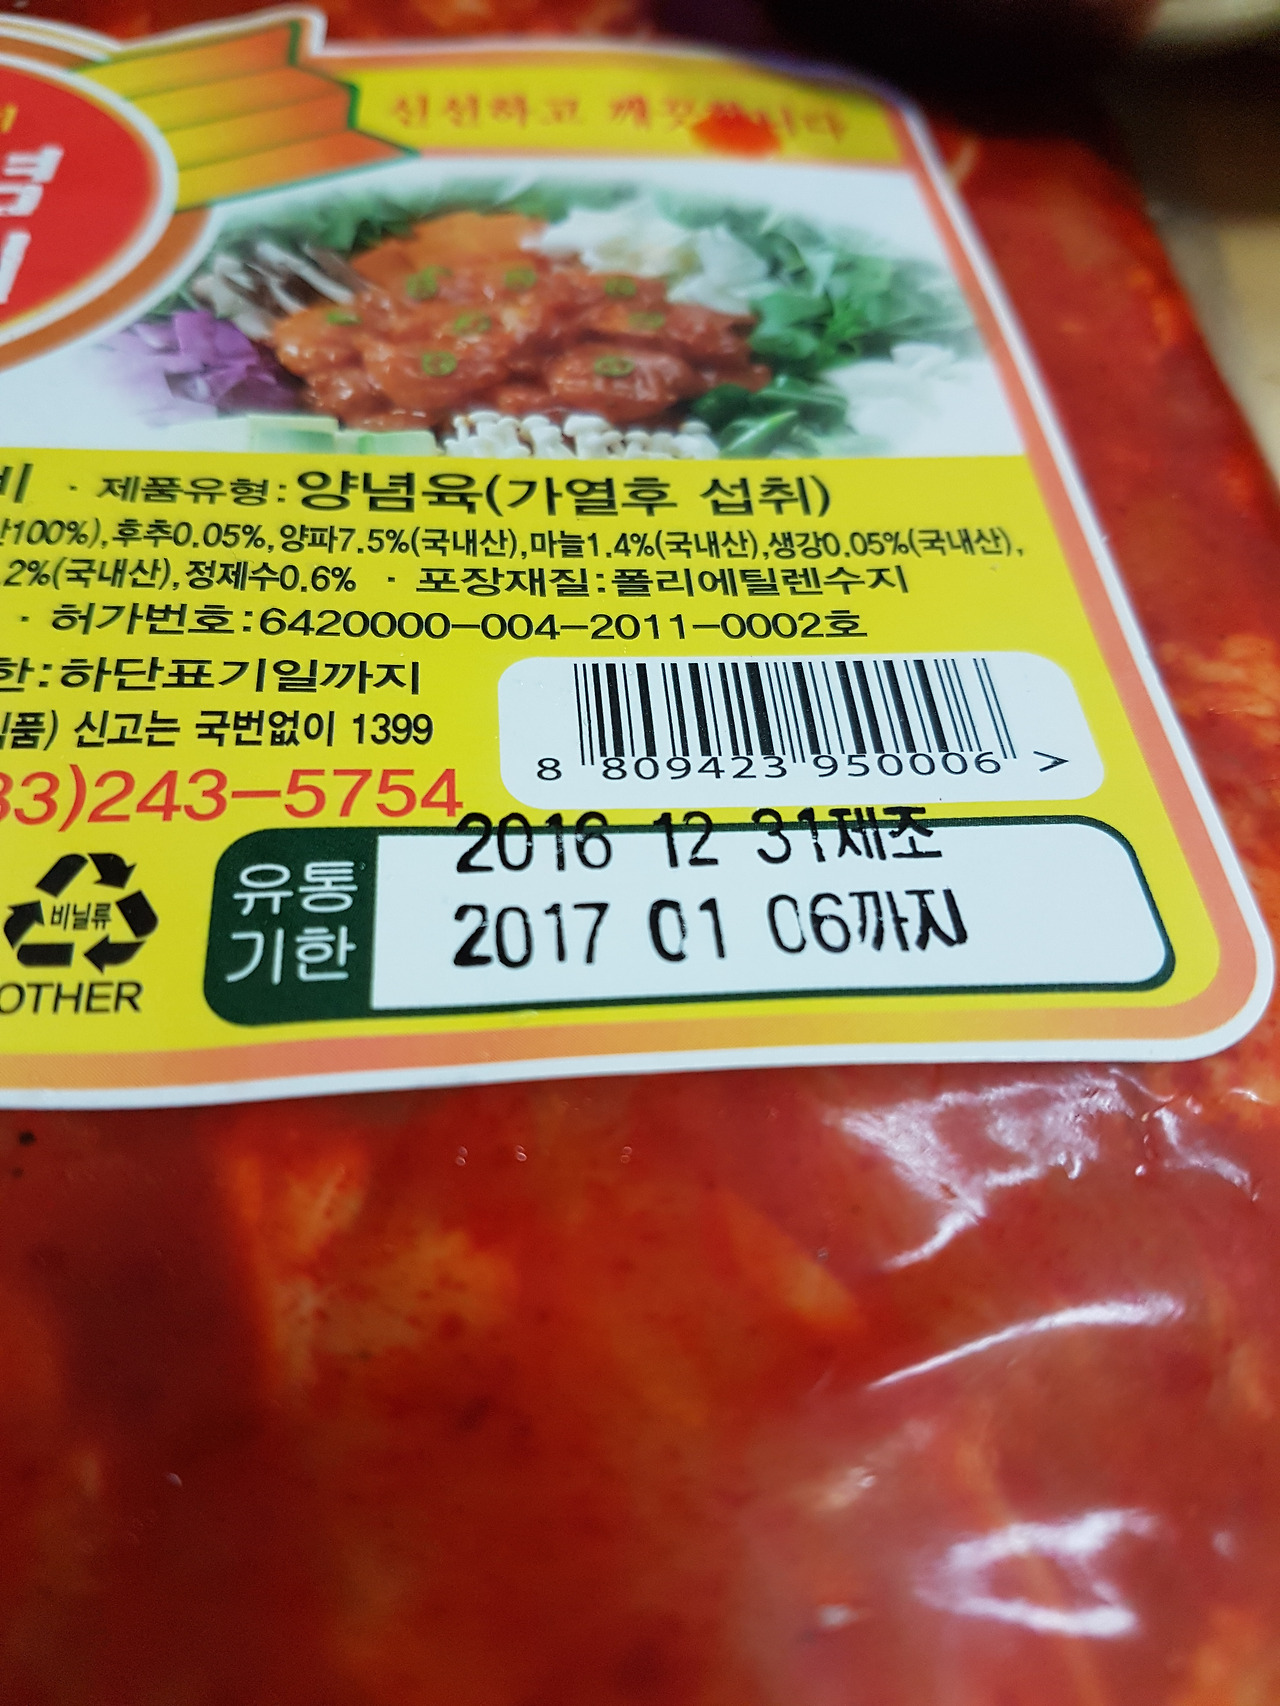 신선하고 깨끗합니다
념
· 제품유형:양념육(가열후 섭취)
100%),후추0.05%,양파7.5%(국내산),마늘1.4%(국내산),생강0.05%(국내산),
2%(국내산),정제수0.6% · 포장재질:폴리에틸렌수지
· 허가번호:6420000-004-2011-0002호
한:하단표기일까지
식품) 신고는 국번없이 1399
33)243-5754
8 809423 950006 >
비닐류
OTHER
유통
기한
2016 12 31제조
2017 01 06까지